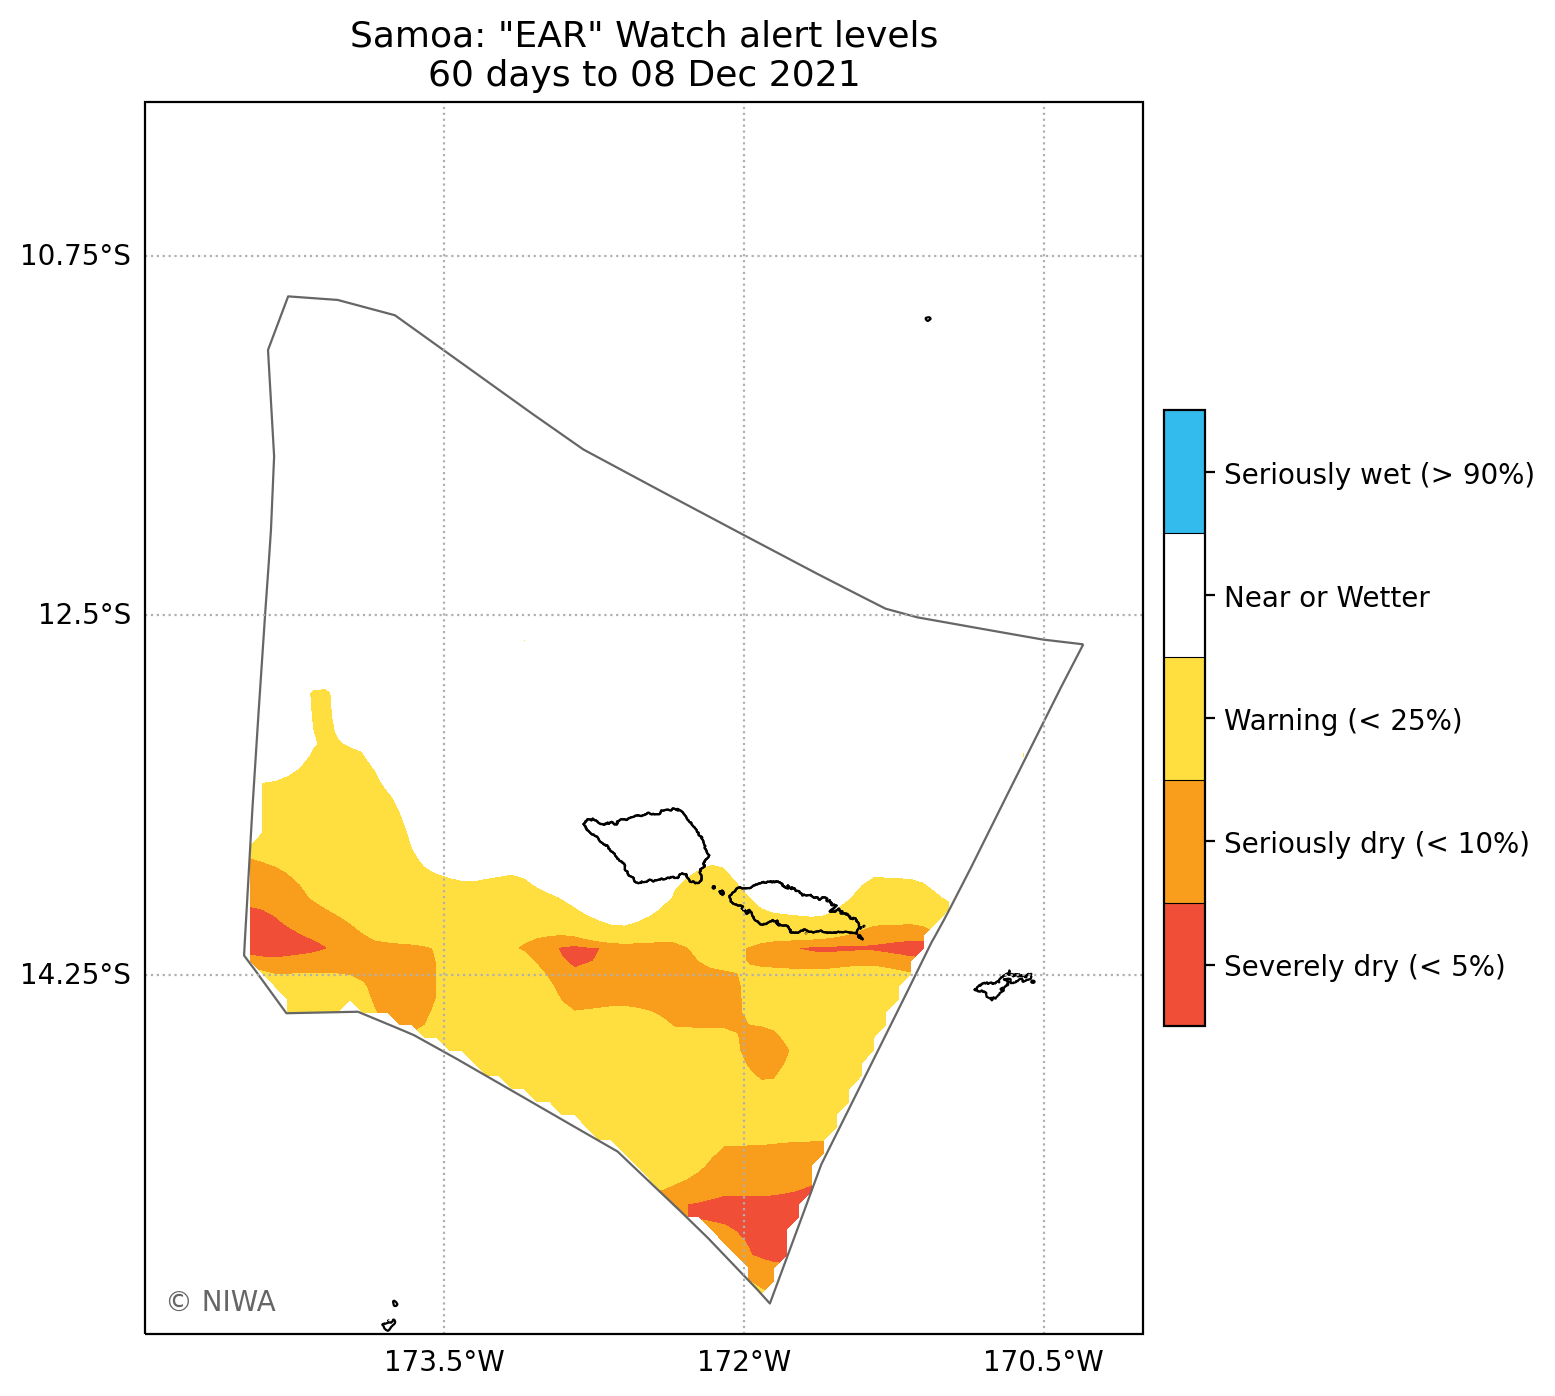 Samoa: "EAR" Watch alert levels
60 days to 08 Dec 2021
10.75°S
12.5°S
14.25°S
173.5°W
172°W
170.5°W
Seriously wet (> 90%)
Near or Wetter
Warning (< 25%)
Seriously dry (< 10%)
Severely dry (< 5%)
© NIWA